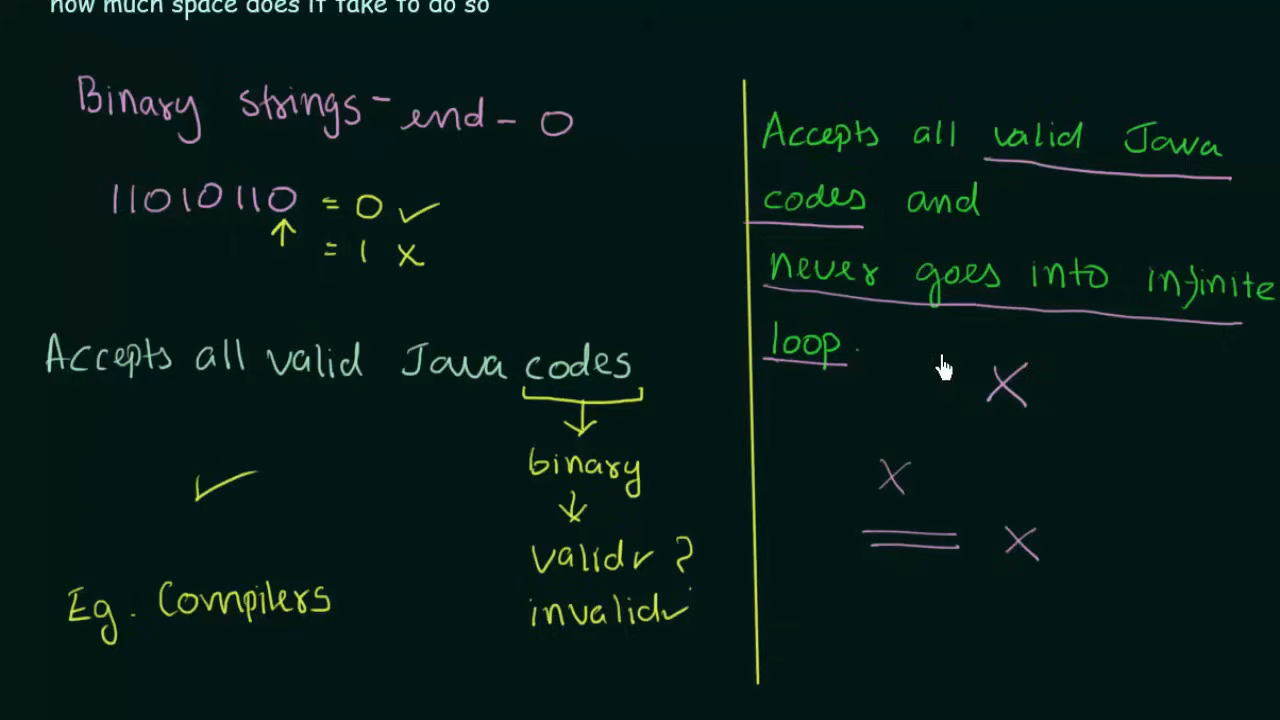 how much space does it take to do so
Binary strings - end - 0
11010110 = 0 ✓
= 1 x
Accepts all valid Java codes
binary
valid ✓ ?
invalid ✓
Eg. Compilers
Accepts all valid Java
codes and
never goes into infinite
loop.
X
X
X